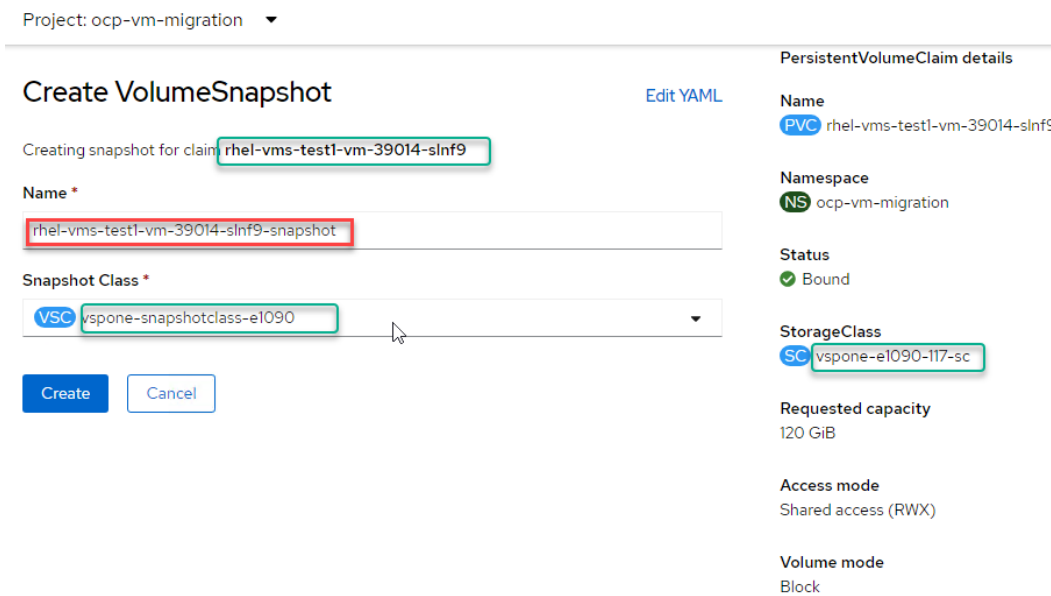 Project: ocp-vm-migration
Create VolumeSnapshot
Edit YAML
Creating snapshot for claim rhel-vms-test1-vm-39014-slnf9
Name *
rhel-vms-test1-vm-39014-slnf9-snapshot
Snapshot Class *
VSC vspone-snapshotclass-e1090
Create
Cancel
PersistentVolumeClaim details
Name
PVC rhel-vms-test1-vm-39014-slnf9
Namespace
NS ocp-vm-migration
Status
Bound
StorageClass
SC vspone-e1090-117-sc
Requested capacity
120 GiB
Access mode
Shared access (RWX)
Volume mode
Block